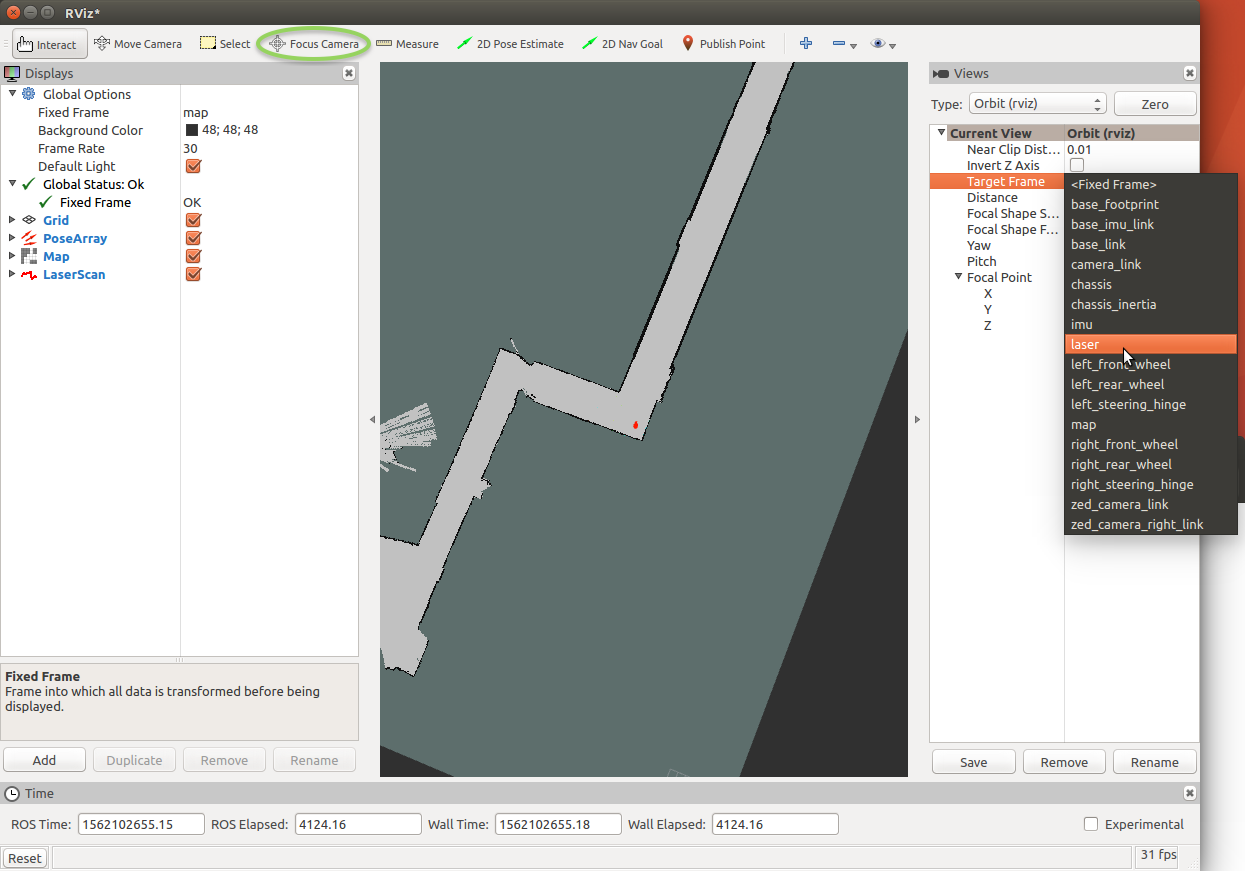 RViz*
Interact Move Camera Select Focus Camera Measure 2D Pose Estimate 2D Nav Goal Publish Point
Displays
Global Options
Fixed Frame map
Background Color 48; 48; 48
Frame Rate 30
Default Light
Global Status: Ok
Fixed Frame OK
Grid
PoseArray
Map
LaserScan
Fixed Frame
Frame into which all data is transformed before being
displayed.
Add Duplicate Remove Rename
Views
Type: Orbit (rviz) Zero
Current View Orbit (rviz)
Near Clip Dist... 0.01
Invert Z Axis
Target Frame
Distance
Focal Shape S...
Focal Shape F...
Yaw
Pitch
Focal Point
X
Y
Z
<Fixed Frame>
base_footprint
base_imu_link
base_link
camera_link
chassis
chassis_inertia
imu
laser
left_front_wheel
left_rear_wheel
left_steering_hinge
map
right_front_wheel
right_rear_wheel
right_steering_hinge
zed_camera_link
zed_camera_right_link
Save Remove Rename
Time
ROS Time: 1562102655.15 ROS Elapsed: 4124.16 Wall Time: 1562102655.18 Wall Elapsed: 4124.16 Experimental
Reset 31 fps